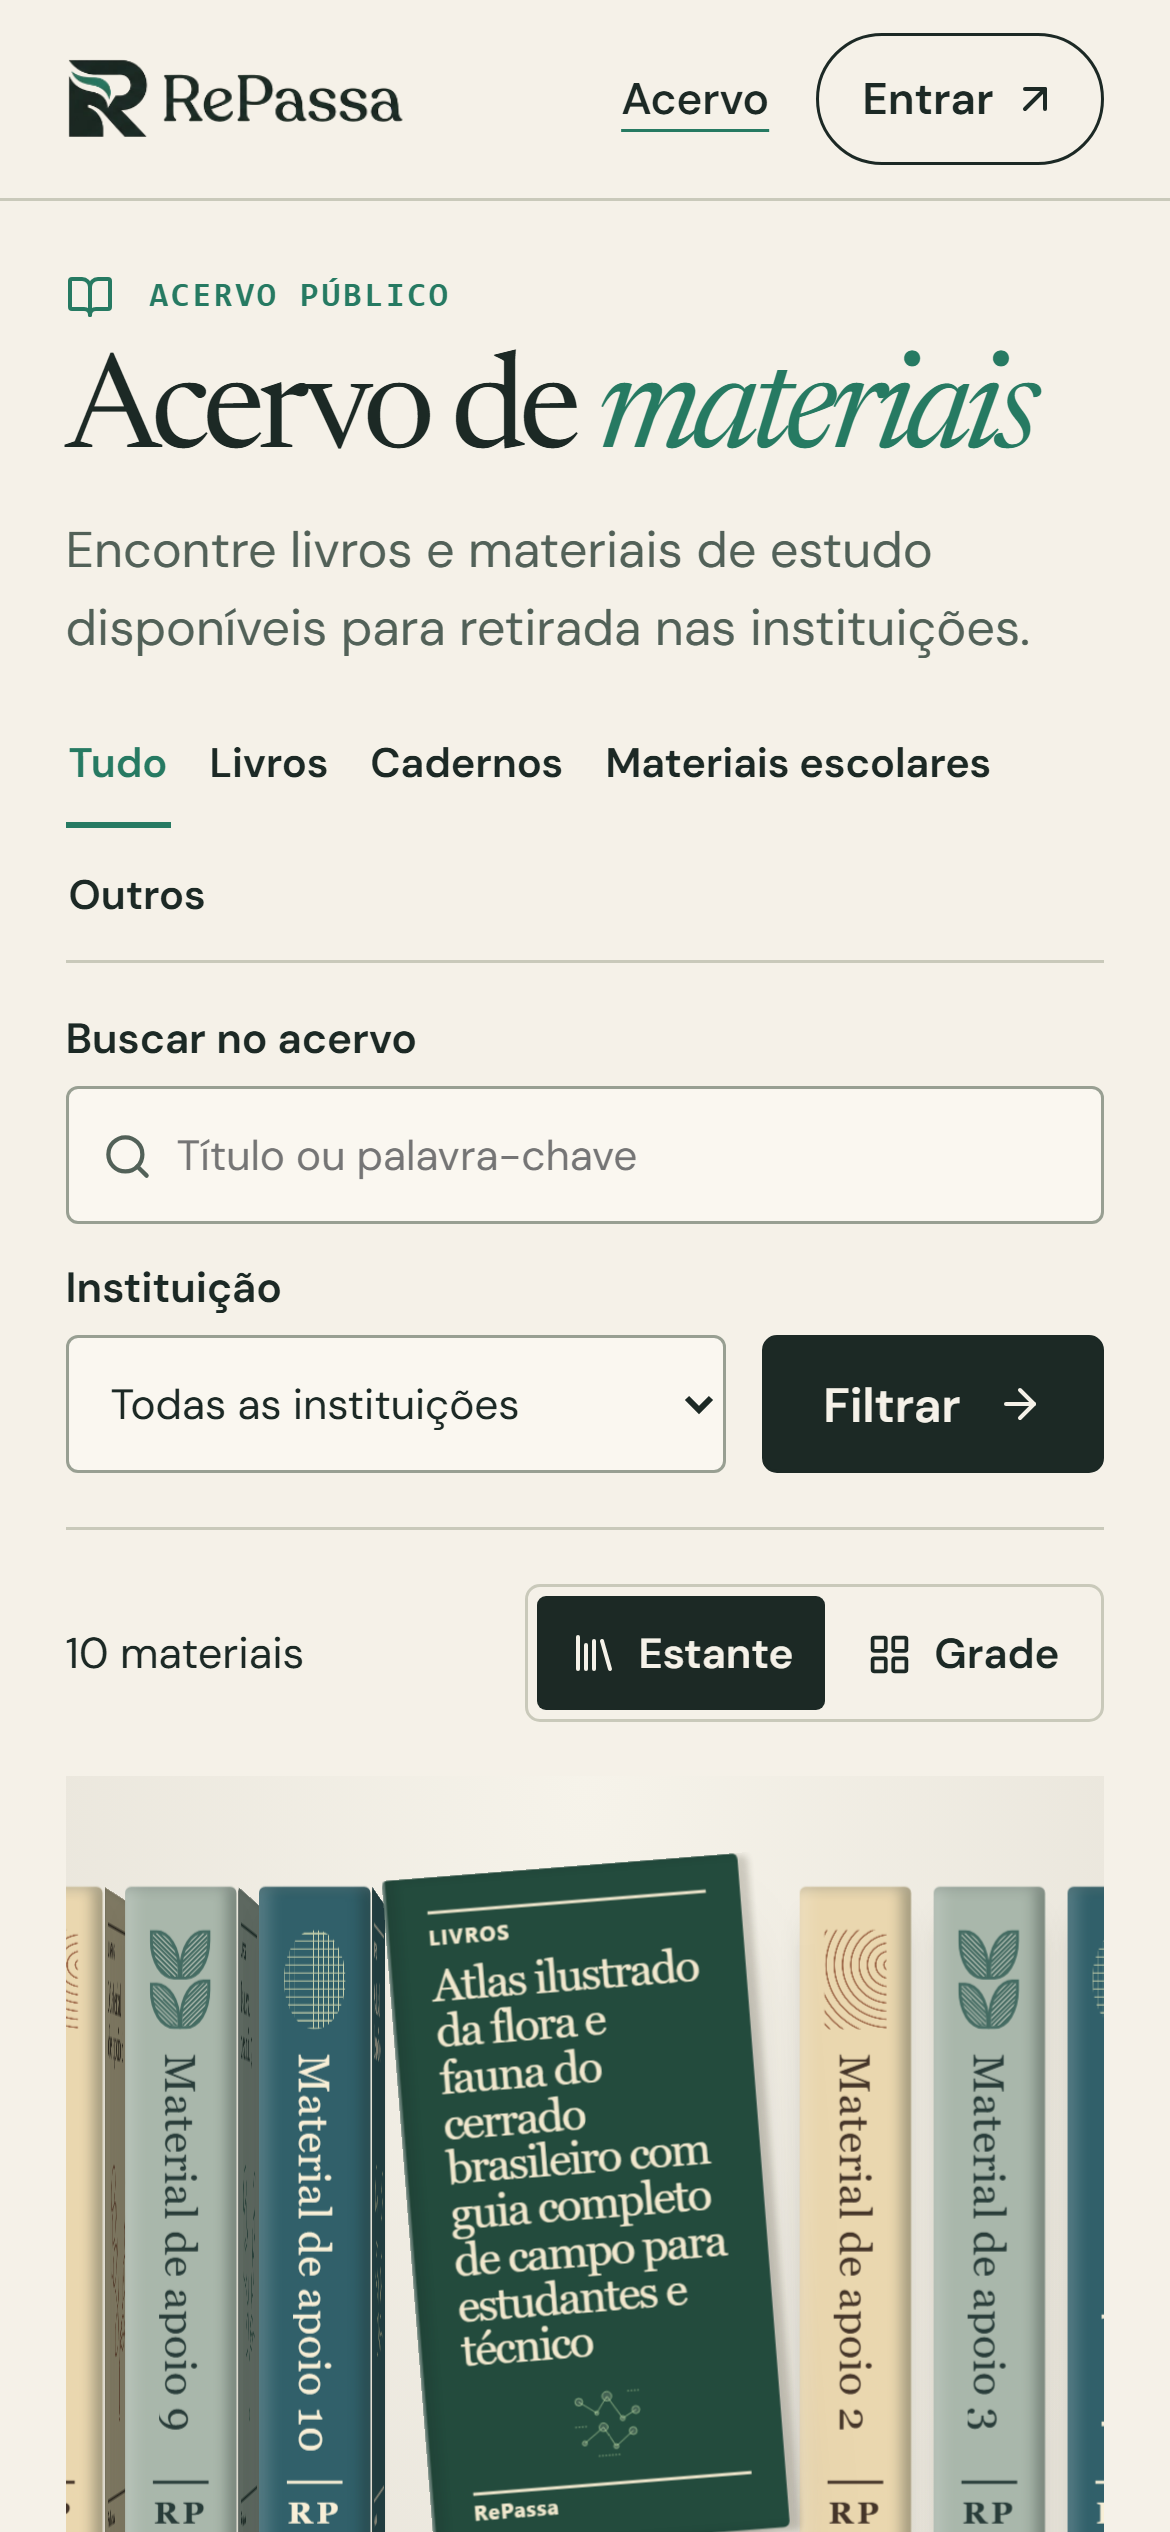 RePassa
Acervo
Entrar
ACERVO PÚBLICO
Acervo de materiais
Encontre livros e materiais de estudo
disponíveis para retirada nas instituições.
Tudo
Livros
Cadernos
Materiais escolares
Outros
Buscar no acervo
Título ou palavra-chave
Instituição
Todas as instituições
Filtrar
10 materiais
Estante
Grade
Material de apoio 9
RP
Material de apoio 10
RP
LIVROS
Atlas ilustrado
da flora e
fauna do
cerrado
brasileiro com
guia completo
de campo para
estudantes e
técnico
RePassa
Material de apoio 2
RP
Material de apoio 3
RP